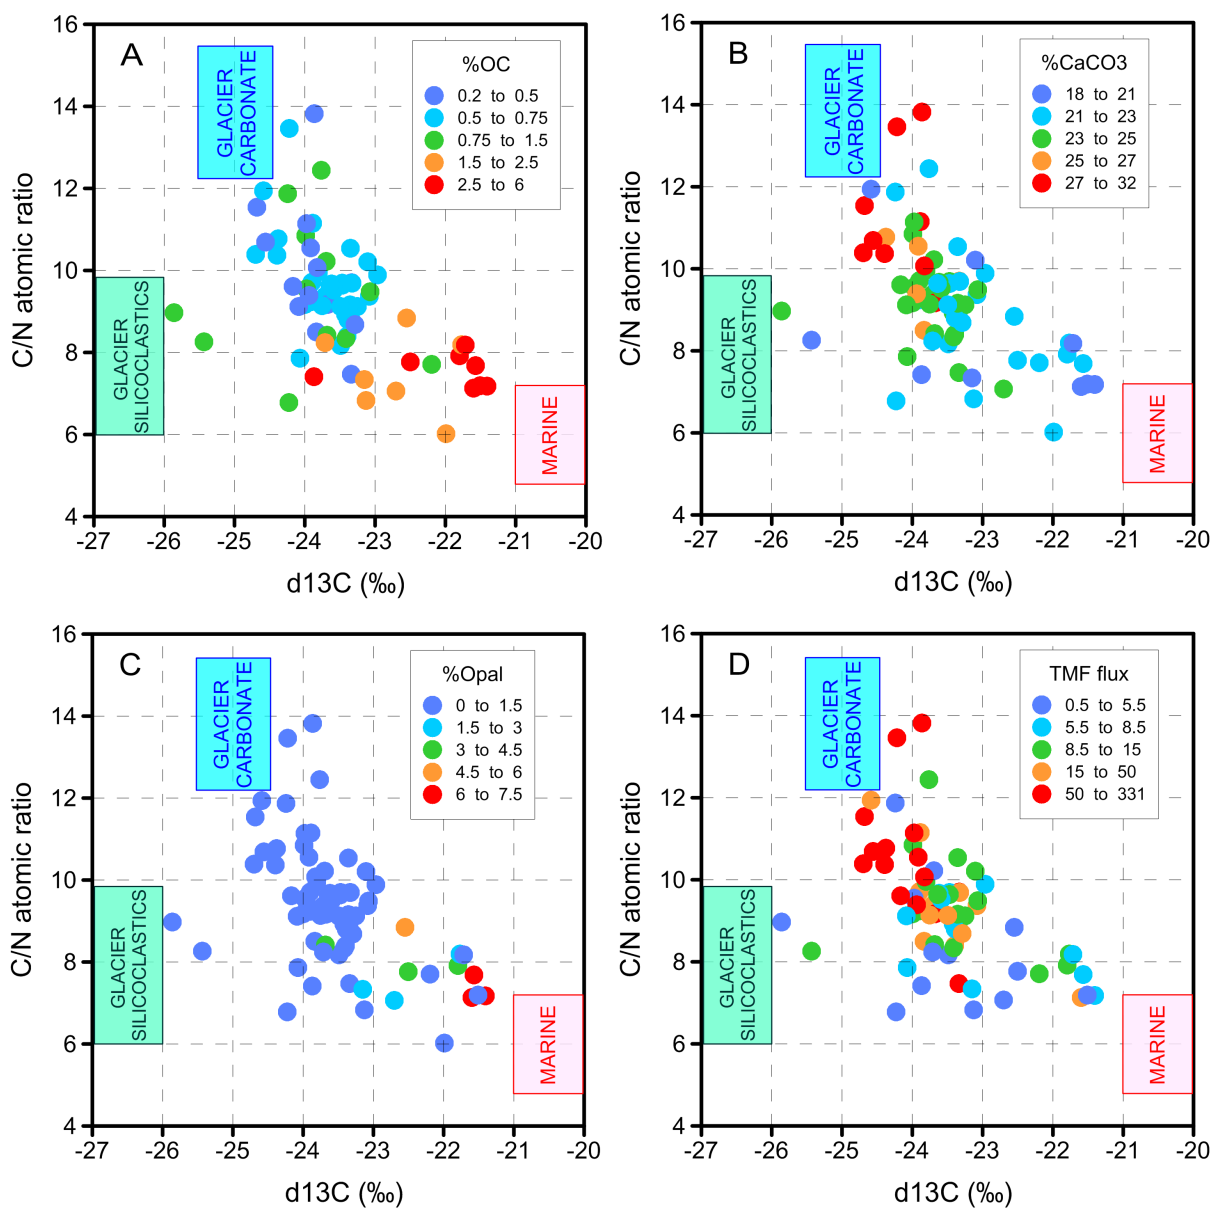 A
%OC
0.2 to 0.5
0.5 to 0.75
0.75 to 1.5
1.5 to 2.5
2.5 to 6
GLACIER
CARBONATE
GLACIER
SILICOCLASTICS
MARINE
C/N atomic ratio
16
14
12
10
8
6
4
-27 -26 -25 -24 -23 -22 -21 -20
d13C (‰)
B
%CaCO3
18 to 21
21 to 23
23 to 25
25 to 27
27 to 32
GLACIER
CARBONATE
GLACIER
SILICOCLASTICS
MARINE
C/N atomic ratio
16
14
12
10
8
6
4
-27 -26 -25 -24 -23 -22 -21 -20
d13C (‰)
C
%Opal
0 to 1.5
1.5 to 3
3 to 4.5
4.5 to 6
6 to 7.5
GLACIER
CARBONATE
GLACIER
SILICOCLASTICS
MARINE
C/N atomic ratio
16
14
12
10
8
6
4
-27 -26 -25 -24 -23 -22 -21 -20
d13C (‰)
D
TMF flux
0.5 to 5.5
5.5 to 8.5
8.5 to 15
15 to 50
50 to 331
GLACIER
CARBONATE
GLACIER
SILICOCLASTICS
MARINE
C/N atomic ratio
16
14
12
10
8
6
4
-27 -26 -25 -24 -23 -22 -21 -20
d13C (‰)